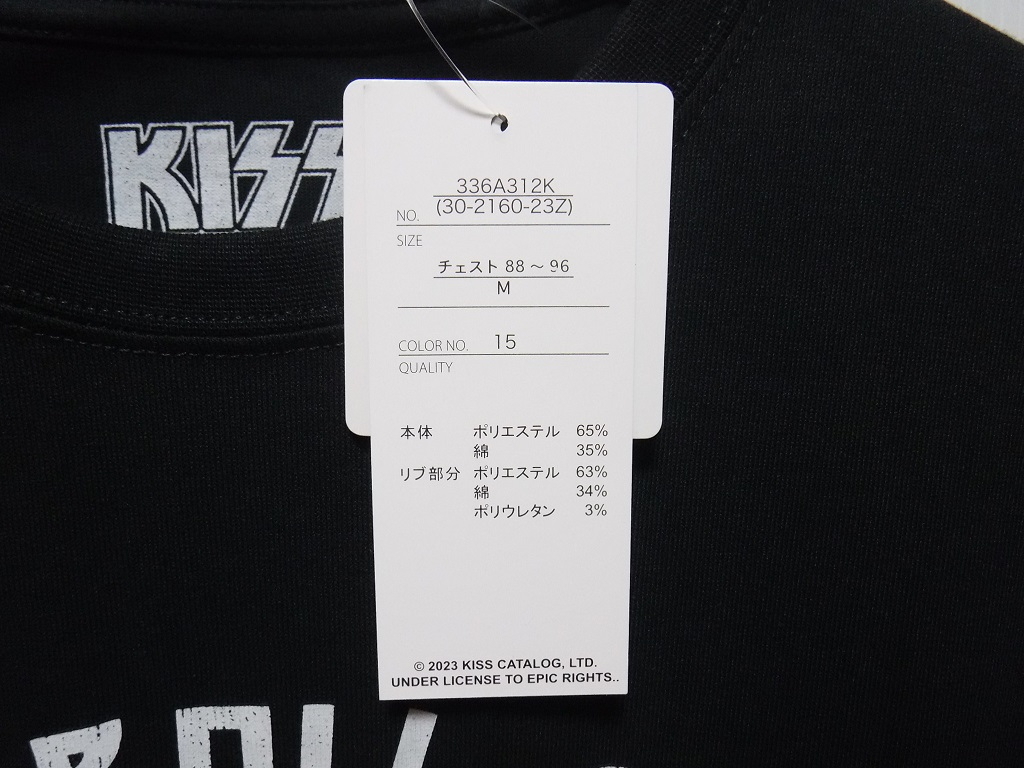 KISS
336A312K
NO. (30-2160-23Z)
SIZE
チェスト 88 ～ 96
M
COLOR NO. 15
QUALITY
本体 ポリエステル 65%
綿 35%
リブ部分 ポリエステル 63%
綿 34%
ポリウレタン 3%
© 2023 KISS CATALOG, LTD.
UNDER LICENSE TO EPIC RIGHTS..